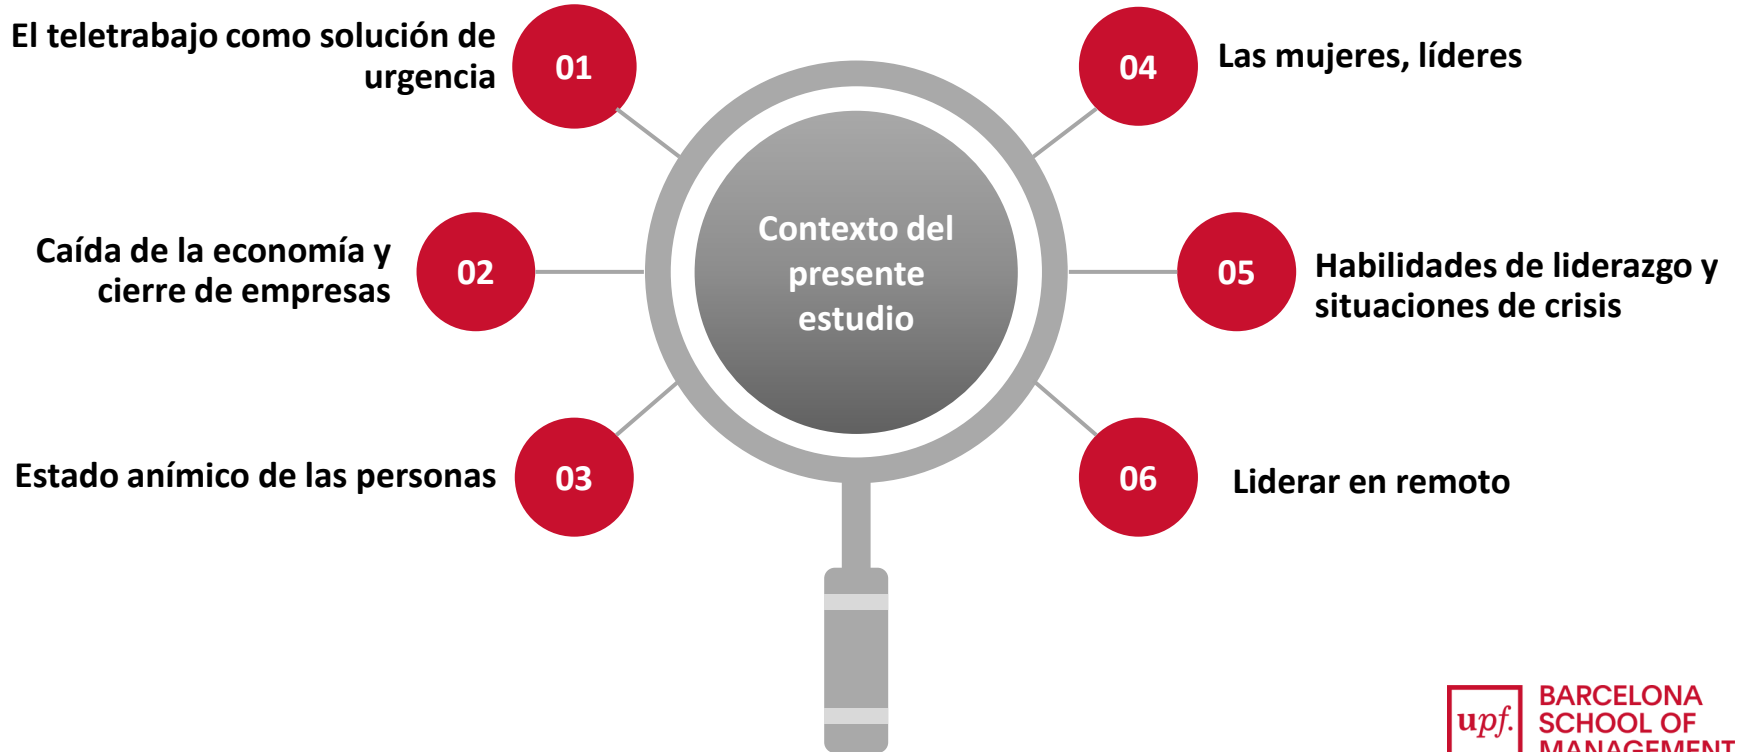 El teletrabajo como solución de
urgencia
01
Caída de la economía y
cierre de empresas
02
Estado anímico de las personas
03
Contexto del
presente
estudio
04
Las mujeres, líderes
05
Habilidades de liderazgo y
situaciones de crisis
06
Liderar en remoto
upf.
BARCELONA
SCHOOL OF
MANAGEMENT